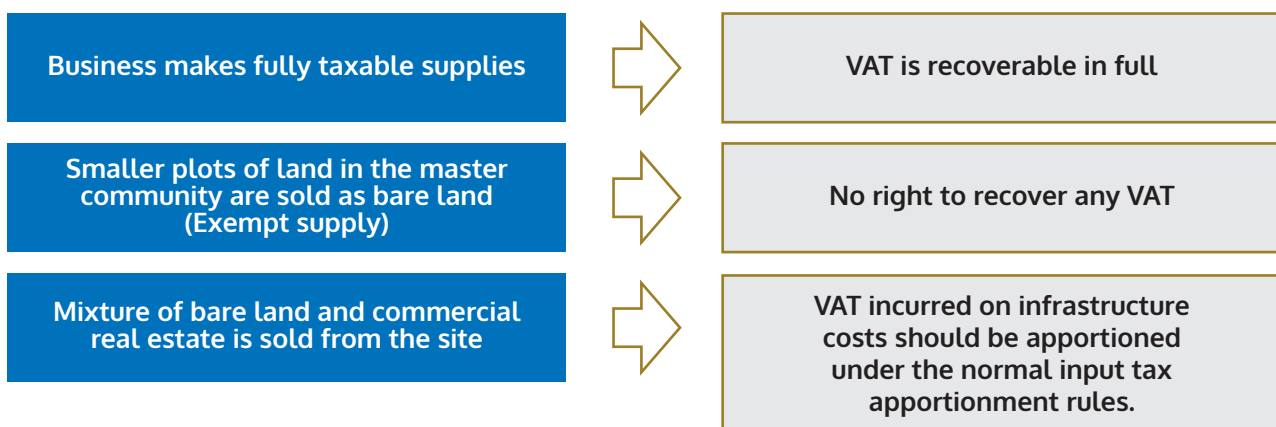 Business makes fully taxable supplies
VAT is recoverable in full
Smaller plots of land in the master
community are sold as bare land
(Exempt supply)
No right to recover any VAT
Mixture of bare land and commercial
real estate is sold from the site
VAT incurred on infrastructure
costs should be apportioned
under the normal input tax
apportionment rules.